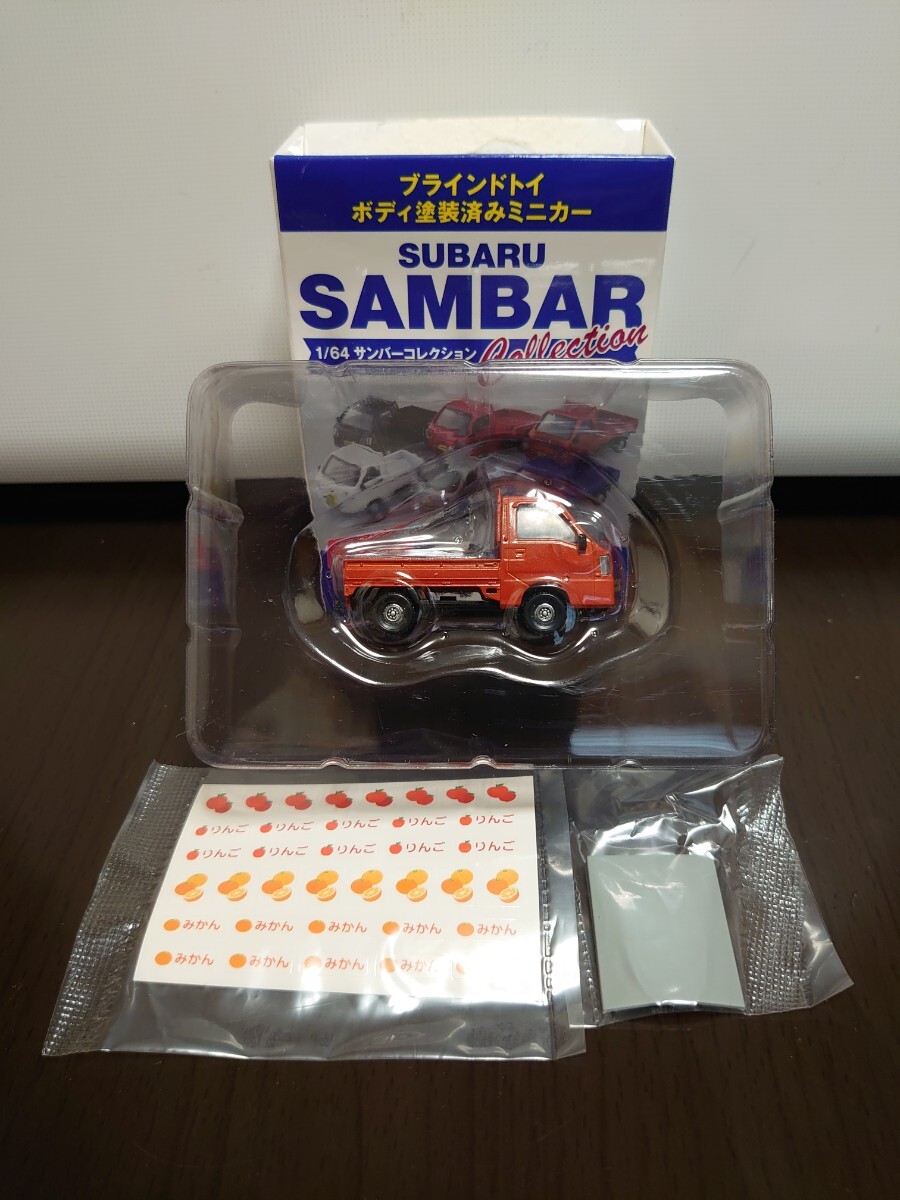 ブラインドトイ
ボディ塗装済みミニカー
SUBARU
SAMBAR
1/64 サンバーコレクション Collection
りんご りんご りんご りんご りんご
りんご りんご りんご りんご りんご
みかん みかん みかん みかん みかん
みかん みかん みかん みかん